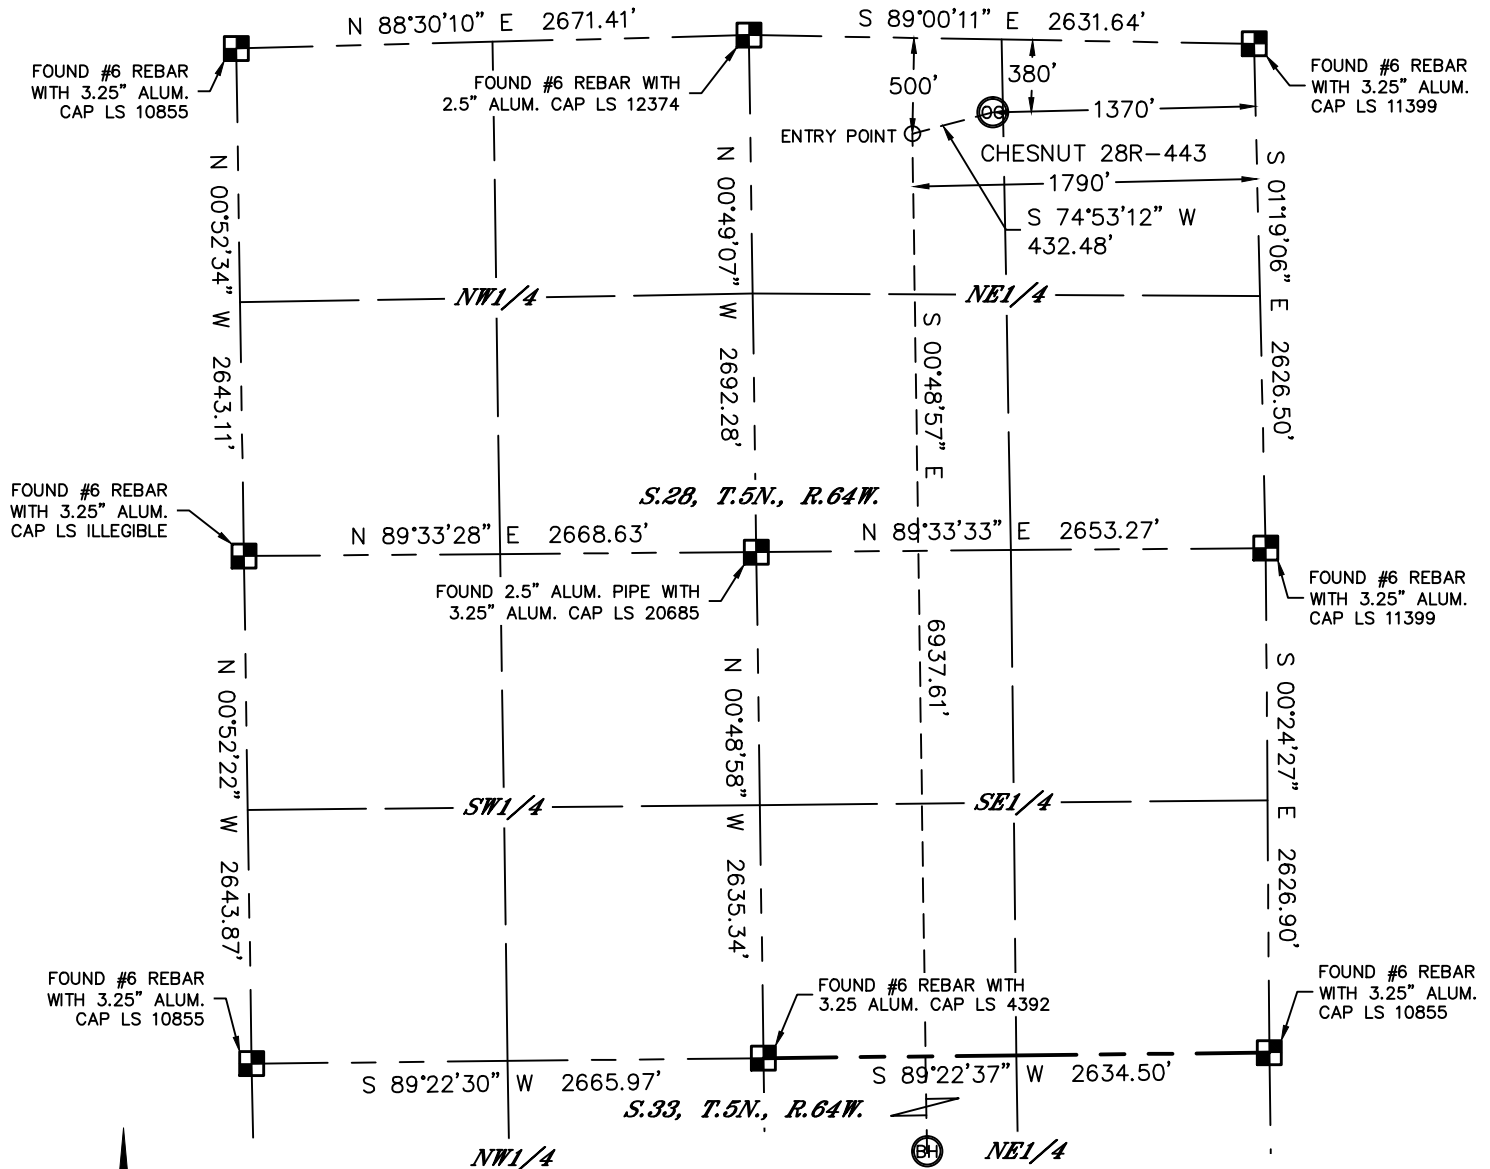 N 88°30'10" E 2671.41'
S 89°00'11" E 2631.64'
FOUND #6 REBAR
WITH 3.25" ALUM.
CAP LS 10855
FOUND #6 REBAR WITH
2.5" ALUM. CAP LS 12374
500'
380'
FOUND #6 REBAR
WITH 3.25" ALUM.
CAP LS 11399
OG
1370'
ENTRY POINT
CHESNUT 28R-443
1790'
S 74°53'12" W
432.48'
N 00°52'34" W 2643.11'
N 00°49'07" W 2692.28'
S 01°19'06" E 2626.50'
NW1/4
NE1/4
S 00°48'57" E
6937.61'
S.28, T.5N., R.64W.
FOUND #6 REBAR
WITH 3.25" ALUM.
CAP LS ILLEGIBLE
N 89°33'28" E 2668.63'
N 89°33'33" E 2653.27'
FOUND 2.5" ALUM. PIPE WITH
3.25" ALUM. CAP LS 20685
FOUND #6 REBAR
WITH 3.25" ALUM.
CAP LS 11399
N 00°52'22" W 2643.87'
N 00°48'58" W 2635.34'
S 00°24'27" E 2626.90'
SW1/4
SE1/4
FOUND #6 REBAR
WITH 3.25" ALUM.
CAP LS 10855
FOUND #6 REBAR WITH
3.25 ALUM. CAP LS 4392
FOUND #6 REBAR
WITH 3.25" ALUM.
CAP LS 10855
S 89°22'30" W 2665.97'
S 89°22'37" W 2634.50'
S.33, T.5N., R.64W.
NW1/4
BH
NE1/4